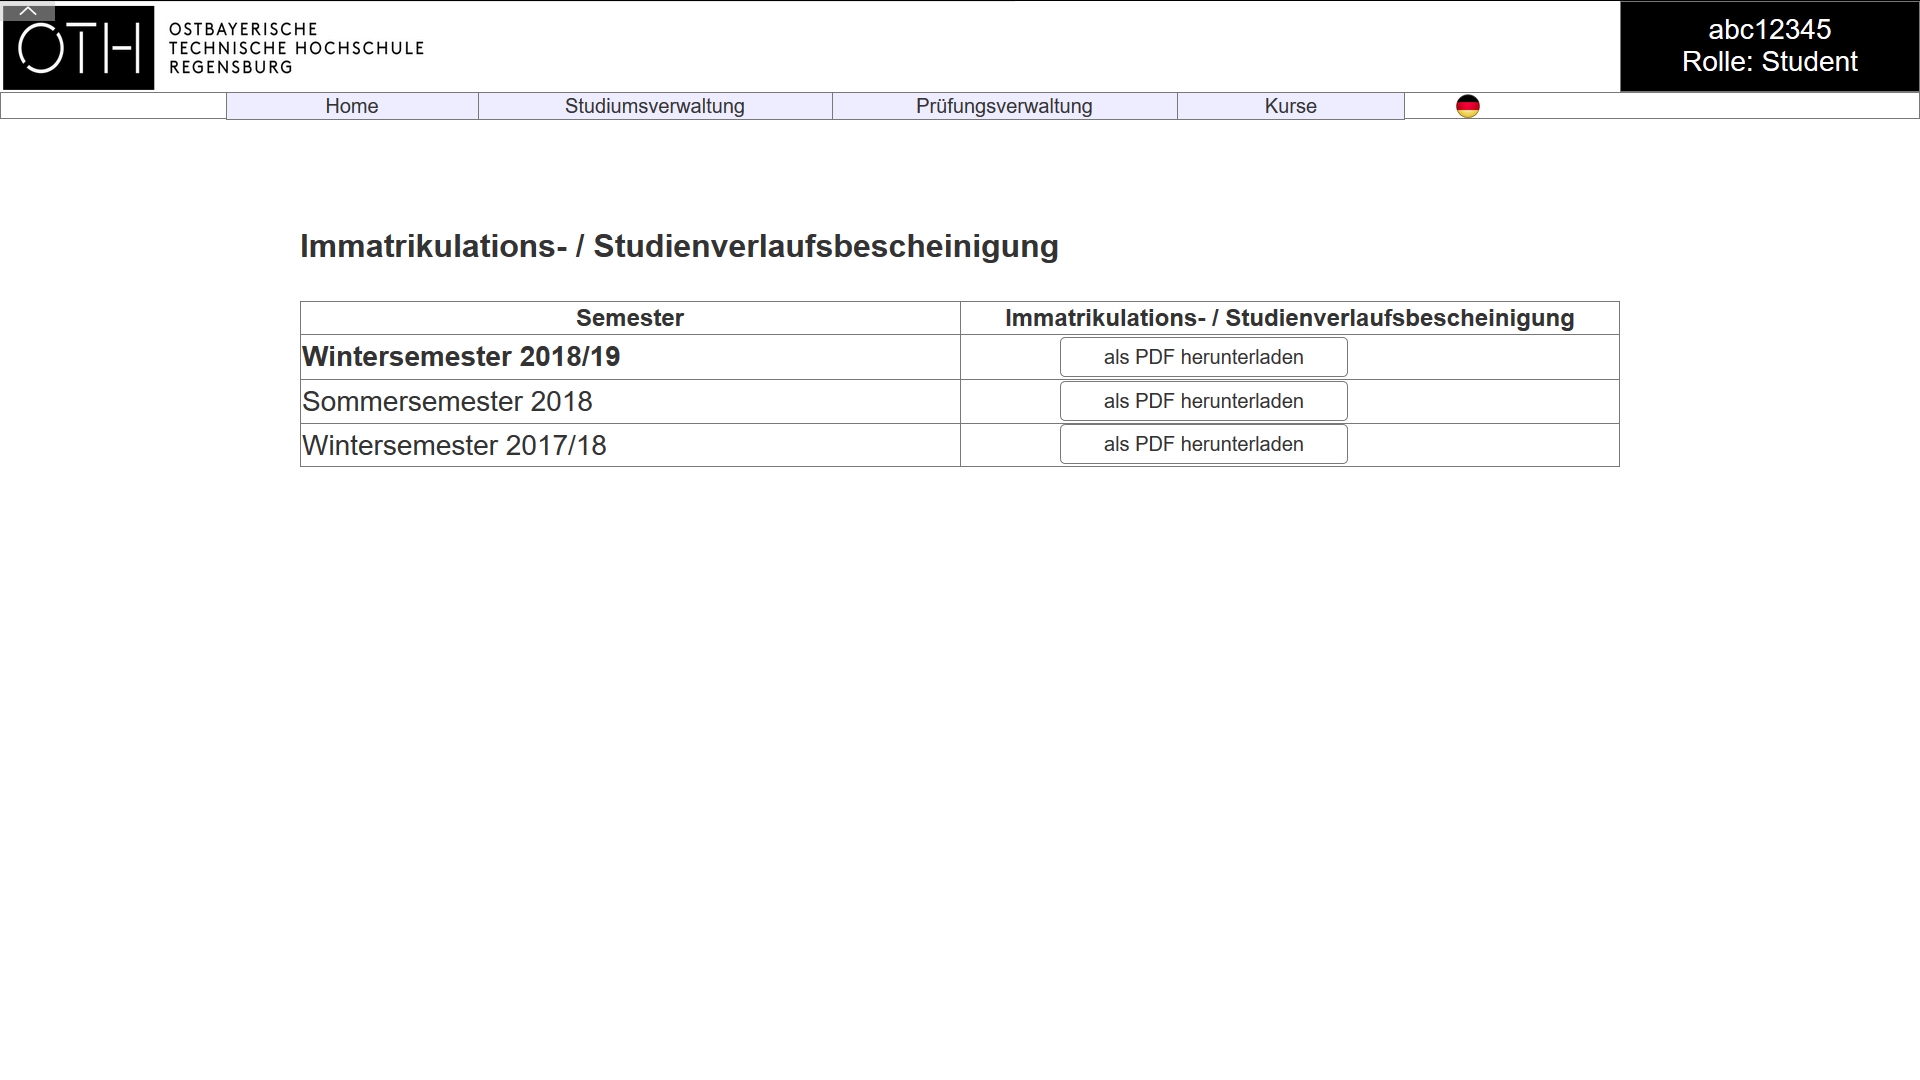 OTH
OSTBAYERISCHE
TECHNISCHE HOCHSCHULE
REGENSBURG
abc12345
Rolle: Student
Home
Studiumsverwaltung
Prüfungsverwaltung
Kurse
Immatrikulations- / Studienverlaufsbescheinigung
Semester
Immatrikulations- / Studienverlaufsbescheinigung
Wintersemester 2018/19
als PDF herunterladen
Sommersemester 2018
als PDF herunterladen
Wintersemester 2017/18
als PDF herunterladen